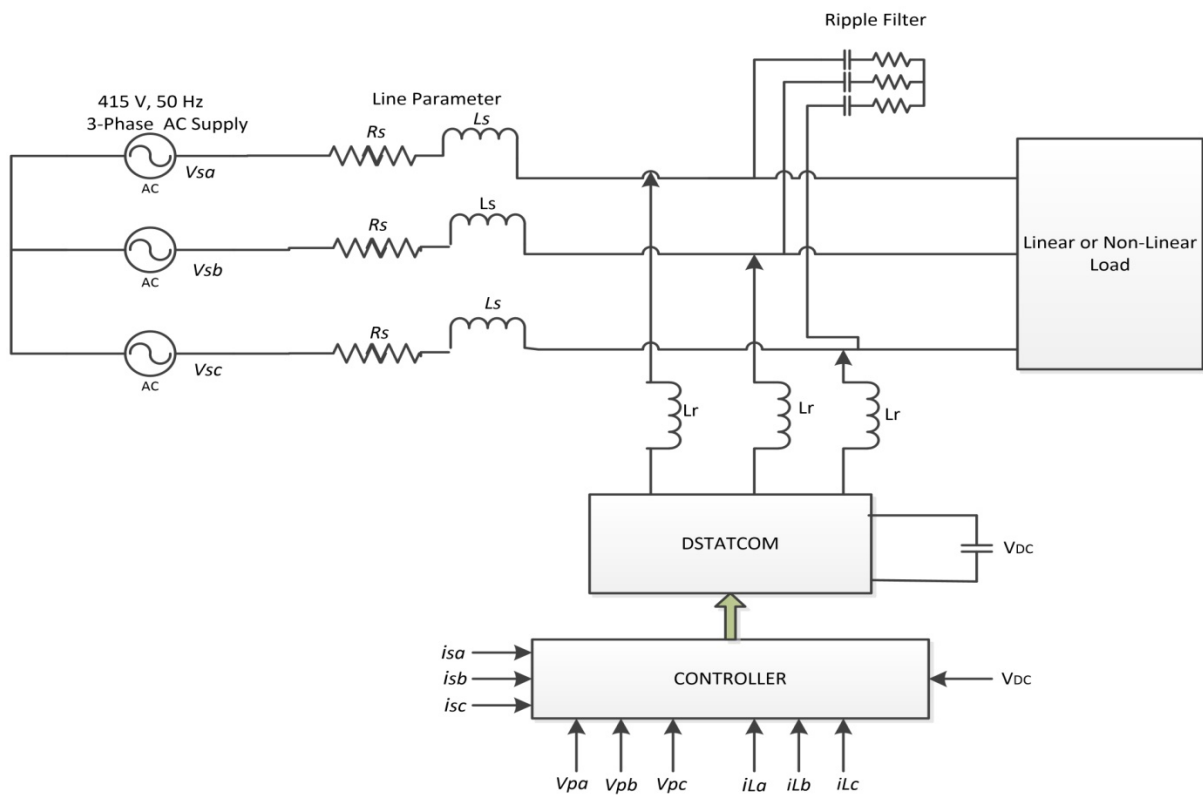 Ripple Filter
415 V, 50 Hz
3-Phase AC Supply
Line Parameter
Rs
Ls
Vsa
AC
Rs
Ls
Vsb
AC
Rs
Ls
Vsc
AC
Linear or Non-Linear
Load
Lr
Lr
Lr
DSTATCOM
VDC
CONTROLLER
isa
isb
isc
VDC
Vpa
Vpb
Vpc
iLa
iLb
iLc